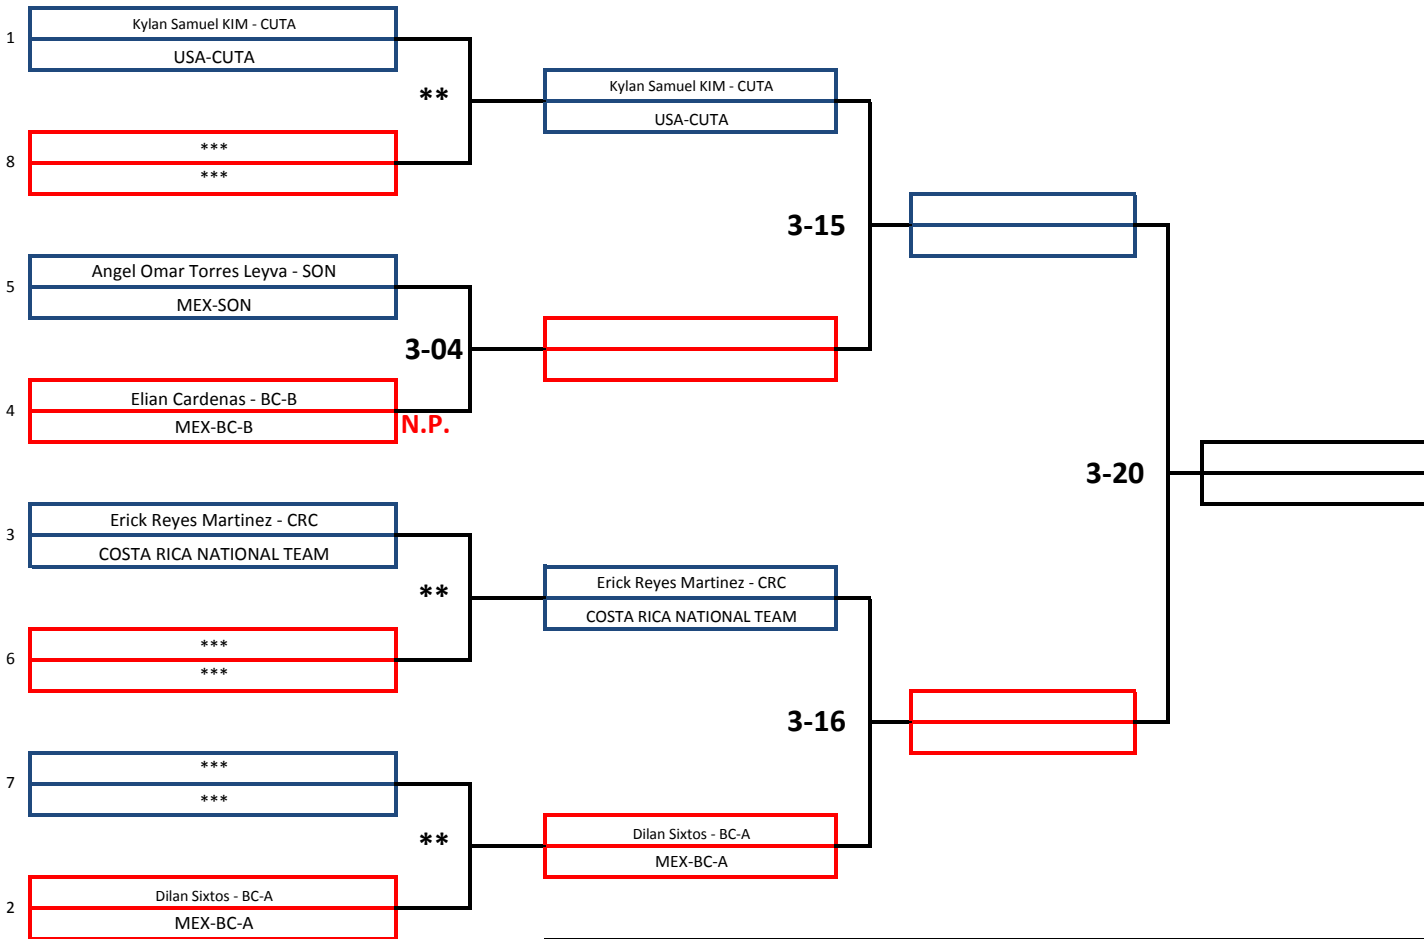 Kylan Samuel KIM - CUTA
1
USA-CUTA
**
***
8
***
Kylan Samuel KIM - CUTA
USA-CUTA
3-15
Angel Omar Torres Leyva - SON
5
MEX-SON
3-04
Elian Cardenas - BC-B
4
MEX-BC-B
N.P.
3-20
Erick Reyes Martinez - CRC
3
COSTA RICA NATIONAL TEAM
**
***
6
***
Erick Reyes Martinez - CRC
COSTA RICA NATIONAL TEAM
3-16
***
7
***
**
Dilan Sixtos - BC-A
2
MEX-BC-A
Dilan Sixtos - BC-A
MEX-BC-A